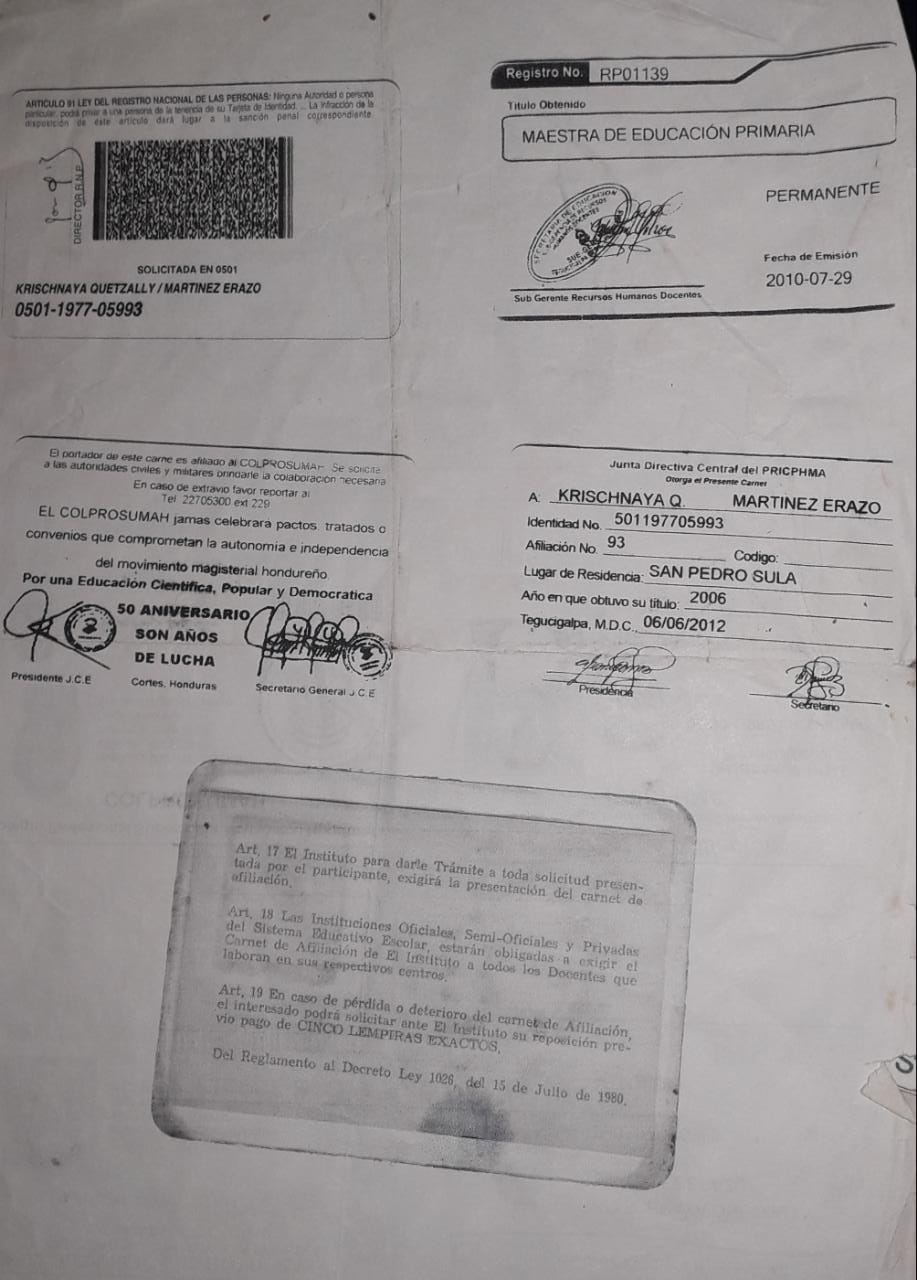 ARTICULO 91 LEY DEL REGISTRO NACIONAL DE LAS PERSONAS: Ninguna Autoridad o persona
particular, podrá privar a una persona de la tenencia de su Tarjeta de Identidad. ... La infracción de la
disposición de este artículo dará lugar a la sanción penal correspondiente.
DIRECTOR R.N.P.
SOLICITADA EN 0501
KRISCHNAYA QUETZALLY / MARTINEZ ERAZO
0501-1977-05993
Registro No. RP01139
Título Obtenido
MAESTRA DE EDUCACIÓN PRIMARIA
PERMANENTE
Fecha de Emisión
2010-07-29
Sub Gerente Recursos Humanos Docentes
El portador de este carne es afiliado al COLPROSUMAH Se solicita
a las autoridades civiles y militares brindarle la colaboración necesaria
En caso de extravio favor reportar al
Tel 22705300 ext 229
EL COLPROSUMAH jamas celebrará pactos, tratados o
convenios que comprometan la autonomia e independencia
del movimiento magisterial hondureño
Por una Educación Cientifica, Popular y Democratica
50 ANIVERSARIO
SON AÑOS
DE LUCHA
Presidente J.C.E
Cortes, Honduras
Secretario General J.C.E
Junta Directiva Central del PRICPHMA
Otorga el Presente Carnet
A: KRISCHNAYA Q. MARTINEZ ERAZO
Identidad No. 501197705993
Afiliación No. 93 Codigo:
Lugar de Residencia: SAN PEDRO SULA
Año en que obtuvo su título: 2006
Tegucigalpa, M.D.C., 06/06/2012
Presidencia
Secretario
Art, 17 El Instituto para darle Trámite a toda solicitud presen-
tada por el participante, exigirá la presentación del carnet de
afiliación.
Art, 18 Las Instituciones Oficiales, Semi-Oficiales y Privadas
del Sistema Educativo Escolar, estarán obligadas a exigir el
Carnet de Afiliación de El Instituto a todos los Docentes que
laboran en sus respectivos centros.
Art, 19 En caso de pérdida o deterioro del carnet de Afiliación,
el interesado podrá solicitar ante El Instituto su reposición pre-
vio pago de CINCO LEMPIRAS EXACTOS,
Del Reglamento al Decreto Ley 1026, del 15 de Julio de 1980.